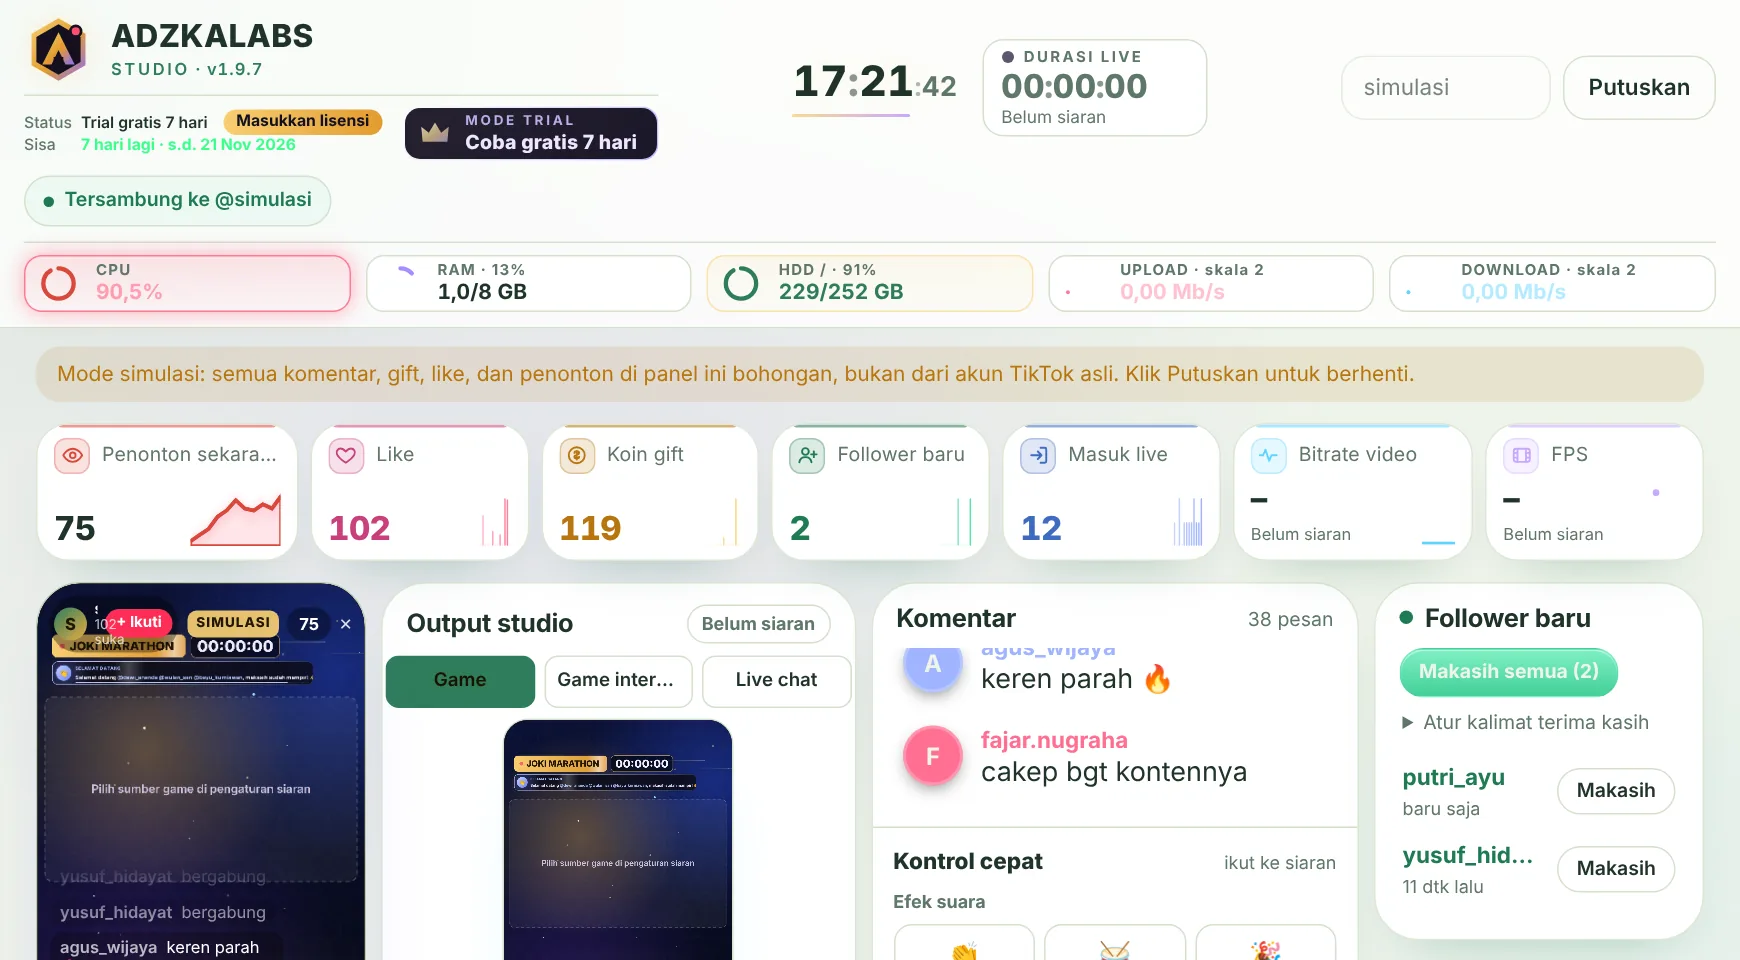 ADZKALABS
STUDIO · v1.9.7
Status Trial gratis 7 hari Masukkan lisensi
Sisa 7 hari lagi · s.d. 21 Nov 2026
MODE TRIAL
Coba gratis 7 hari
17:21:42
DURASI LIVE
00:00:00
Belum siaran
simulasi
Putuskan
Tersambung ke @simulasi
CPU
90,5%
RAM · 13%
1,0/8 GB
HDD / · 91%
229/252 GB
UPLOAD · skala 2
0,00 Mb/s
DOWNLOAD · skala 2
0,00 Mb/s
Mode simulasi: semua komentar, gift, like, dan penonton di panel ini bohongan, bukan dari akun TikTok asli. Klik Putuskan untuk berhenti.
Penonton sekara...
75
Like
102
Koin gift
119
Follower baru
2
Masuk live
12
Bitrate video
–
Belum siaran
FPS
–
Belum siaran
S
102
suka
+ Ikuti
SIMULASI
75
×
JOKI MARATHON
00:00:00
SELAMAT DATANG
Pilih sumber game di pengaturan siaran
yusuf_hidayat bergabung
yusuf_hidayat bergabung
agus_wijaya keren parah
Output studio
Belum siaran
Game
Game inter...
Live chat
JOKI MARATHON
00:00:00
Pilih sumber game di pengaturan siaran
Komentar
38 pesan
A
agus_wijaya
keren parah 🔥
F
fajar.nugraha
cakep bgt kontennya
Kontrol cepat
ikut ke siaran
Efek suara
Follower baru
Makasih semua (2)
Atur kalimat terima kasih
putri_ayu
baru saja
Makasih
yusuf_hid...
11 dtk lalu
Makasih